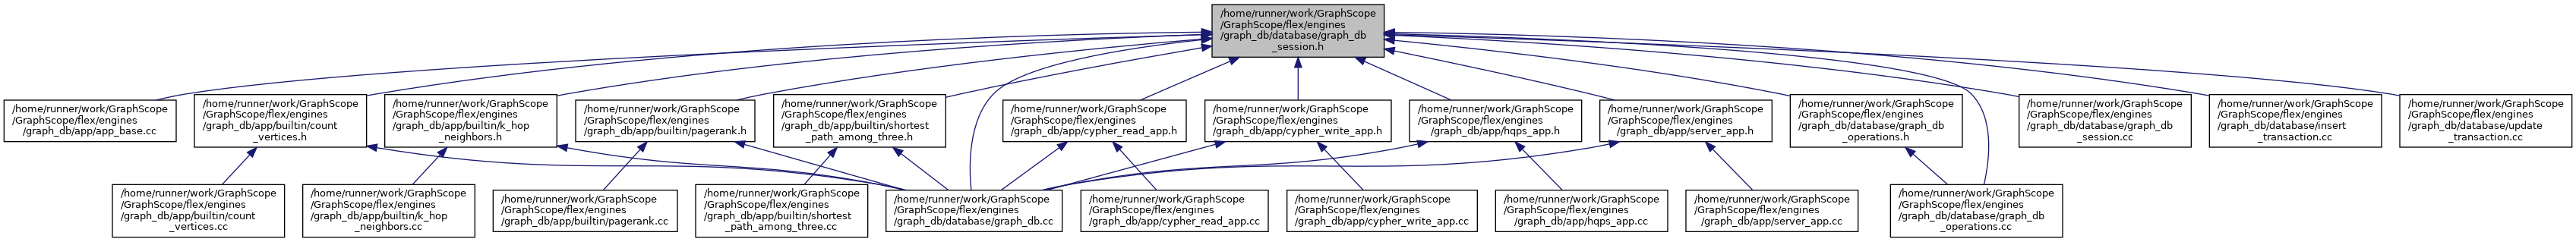 /home/runner/work/GraphScope
/GraphScope/flex/engines
/graph_db/database/graph_db
_session.h
/home/runner/work/GraphScope
/GraphScope/flex/engines
/graph_db/app/app_base.cc
/home/runner/work/GraphScope
/GraphScope/flex/engines
/graph_db/app/builtin/count
_vertices.h
/home/runner/work/GraphScope
/GraphScope/flex/engines
/graph_db/app/builtin/k_hop
_neighbors.h
/home/runner/work/GraphScope
/GraphScope/flex/engines
/graph_db/app/builtin/pagerank.h
/home/runner/work/GraphScope
/GraphScope/flex/engines
/graph_db/app/builtin/shortest
_path_among_three.h
/home/runner/work/GraphScope
/GraphScope/flex/engines
/graph_db/app/cypher_read_app.h
/home/runner/work/GraphScope
/GraphScope/flex/engines
/graph_db/app/cypher_write_app.h
/home/runner/work/GraphScope
/GraphScope/flex/engines
/graph_db/app/hqps_app.h
/home/runner/work/GraphScope
/GraphScope/flex/engines
/graph_db/app/server_app.h
/home/runner/work/GraphScope
/GraphScope/flex/engines
/graph_db/database/graph_db
_operations.h
/home/runner/work/GraphScope
/GraphScope/flex/engines
/graph_db/database/graph_db
_session.cc
/home/runner/work/GraphScope
/GraphScope/flex/engines
/graph_db/database/insert
_transaction.cc
/home/runner/work/GraphScope
/GraphScope/flex/engines
/graph_db/database/update
_transaction.cc
/home/runner/work/GraphScope
/GraphScope/flex/engines
/graph_db/app/builtin/count
_vertices.cc
/home/runner/work/GraphScope
/GraphScope/flex/engines
/graph_db/app/builtin/k_hop
_neighbors.cc
/home/runner/work/GraphScope
/GraphScope/flex/engines
/graph_db/app/builtin/pagerank.cc
/home/runner/work/GraphScope
/GraphScope/flex/engines
/graph_db/app/builtin/shortest
_path_among_three.cc
/home/runner/work/GraphScope
/GraphScope/flex/engines
/graph_db/database/graph_db.cc
/home/runner/work/GraphScope
/GraphScope/flex/engines
/graph_db/app/cypher_read_app.cc
/home/runner/work/GraphScope
/GraphScope/flex/engines
/graph_db/app/cypher_write_app.cc
/home/runner/work/GraphScope
/GraphScope/flex/engines
/graph_db/app/hqps_app.cc
/home/runner/work/GraphScope
/GraphScope/flex/engines
/graph_db/app/server_app.cc
/home/runner/work/GraphScope
/GraphScope/flex/engines
/graph_db/database/graph_db
_operations.cc